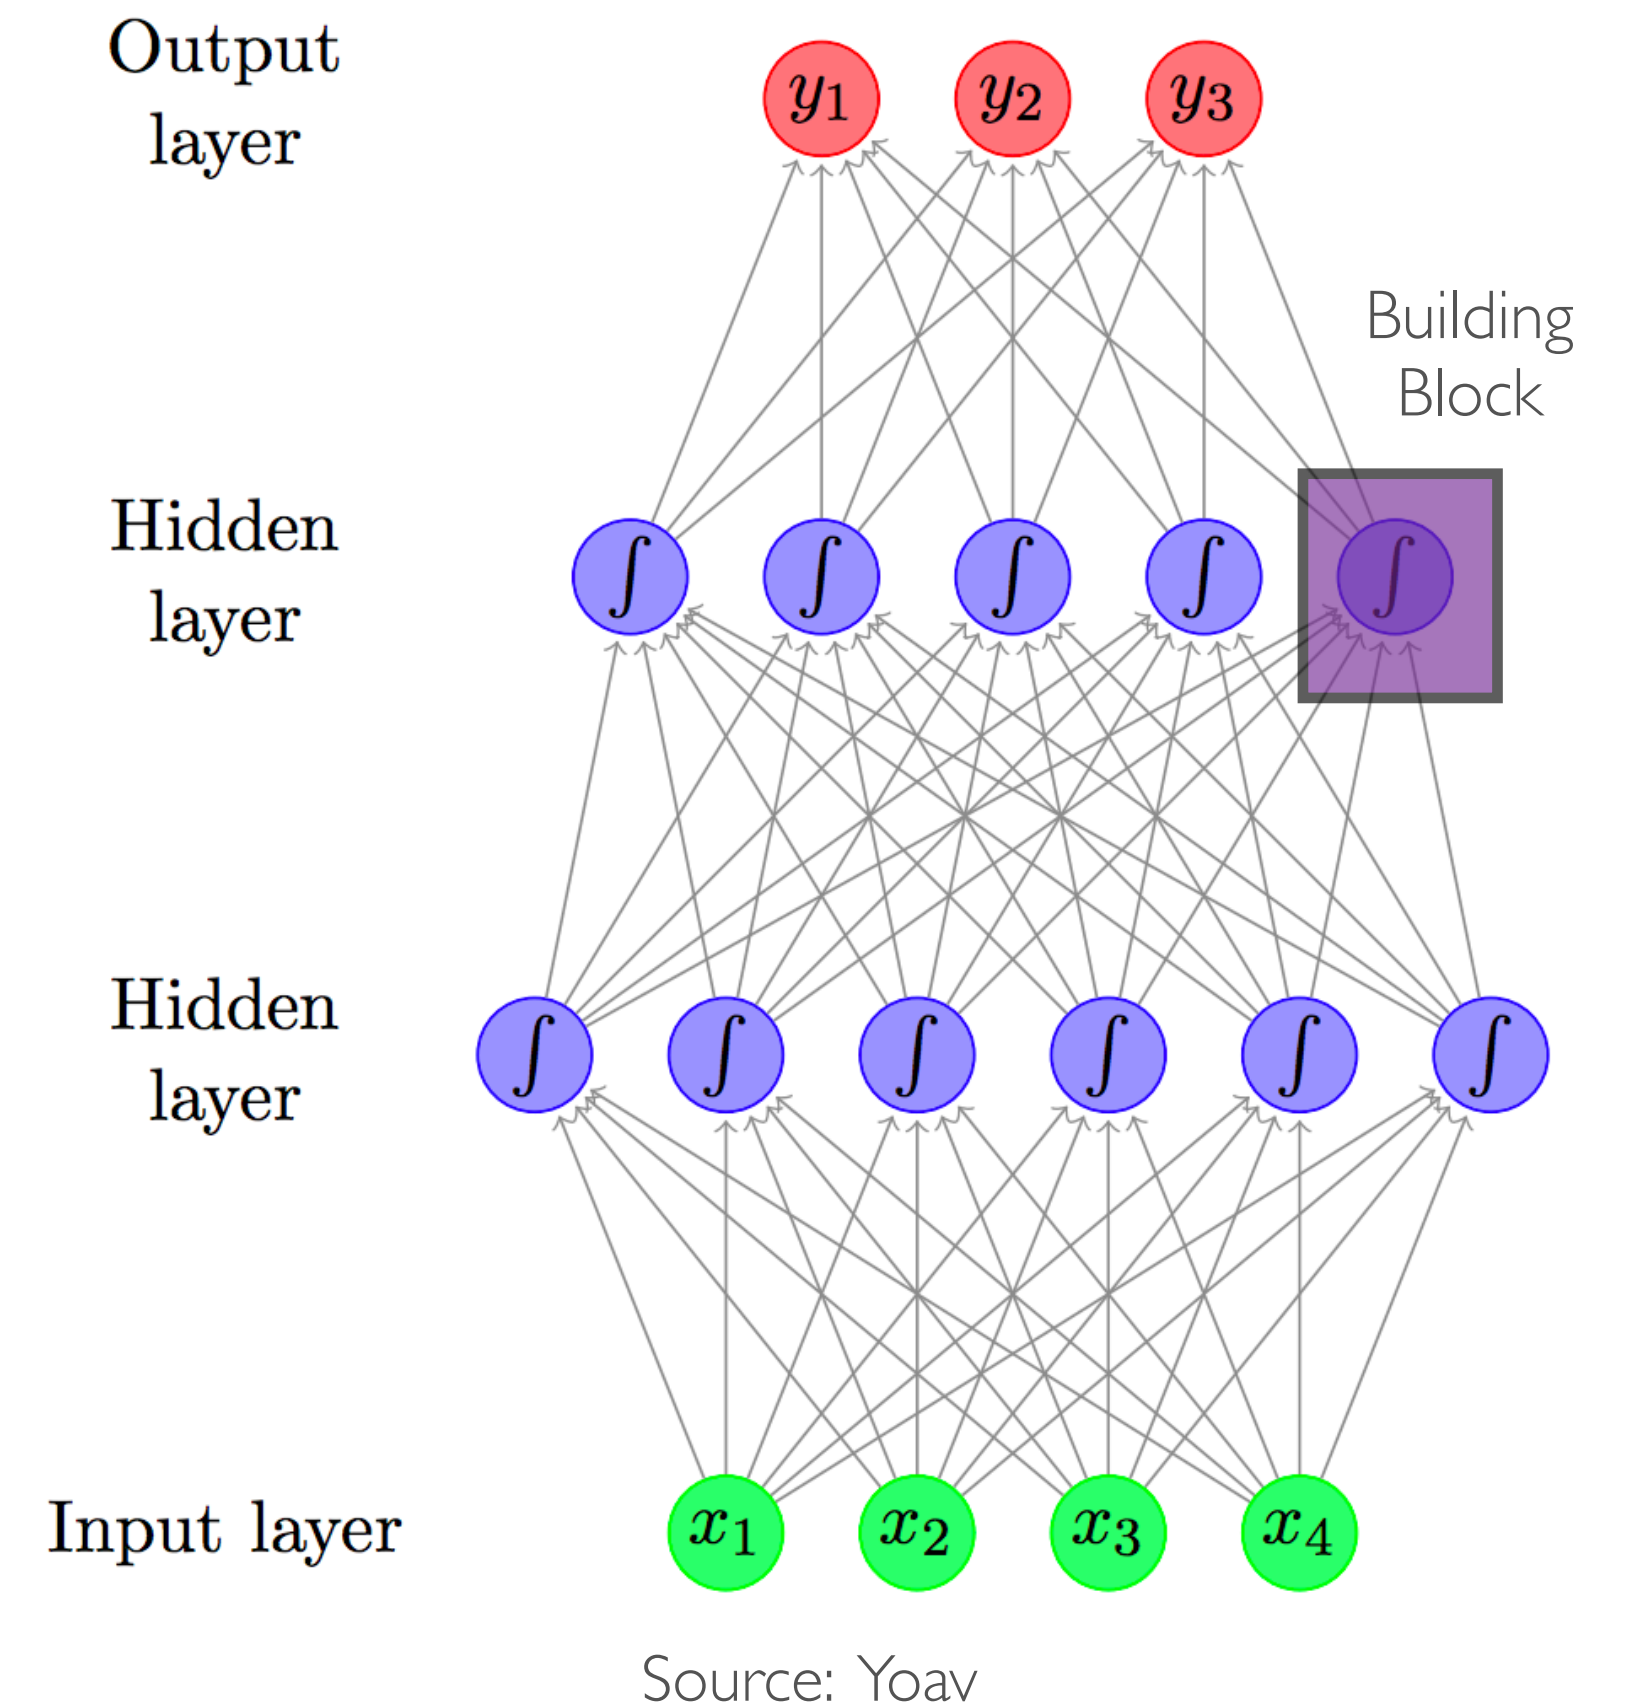 Output
layer
y1 y2 y3
Building
Block
Hidden
layer
∫ ∫ ∫ ∫ ∫
Hidden
layer
∫ ∫ ∫ ∫ ∫ ∫
Input layer
x1 x2 x3 x4
Source: Yoav